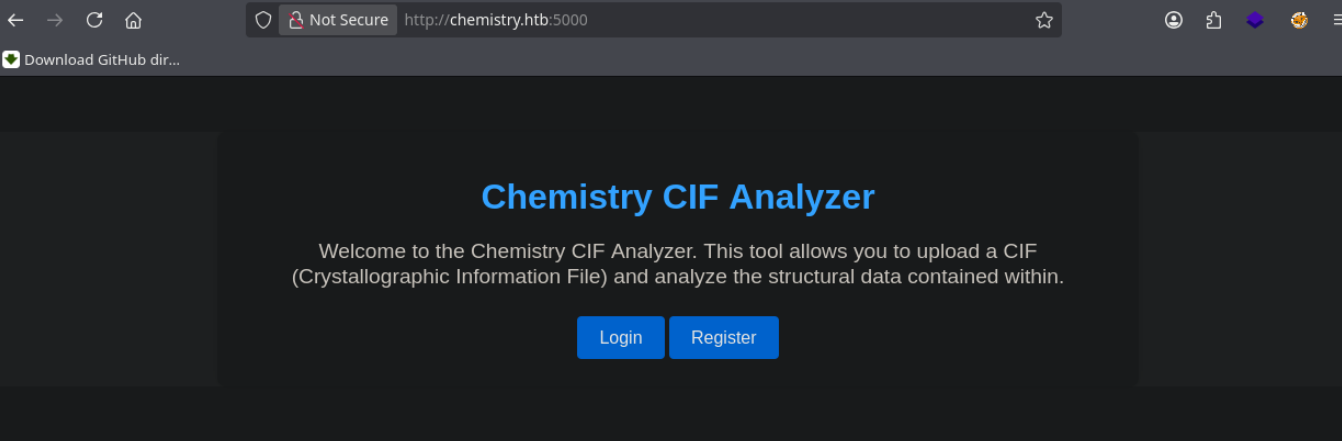 Not Secure http://chemistry.htb:5000
Download GitHub dir...
Chemistry CIF Analyzer
Welcome to the Chemistry CIF Analyzer. This tool allows you to upload a CIF
(Crystallographic Information File) and analyze the structural data contained within.
Login Register